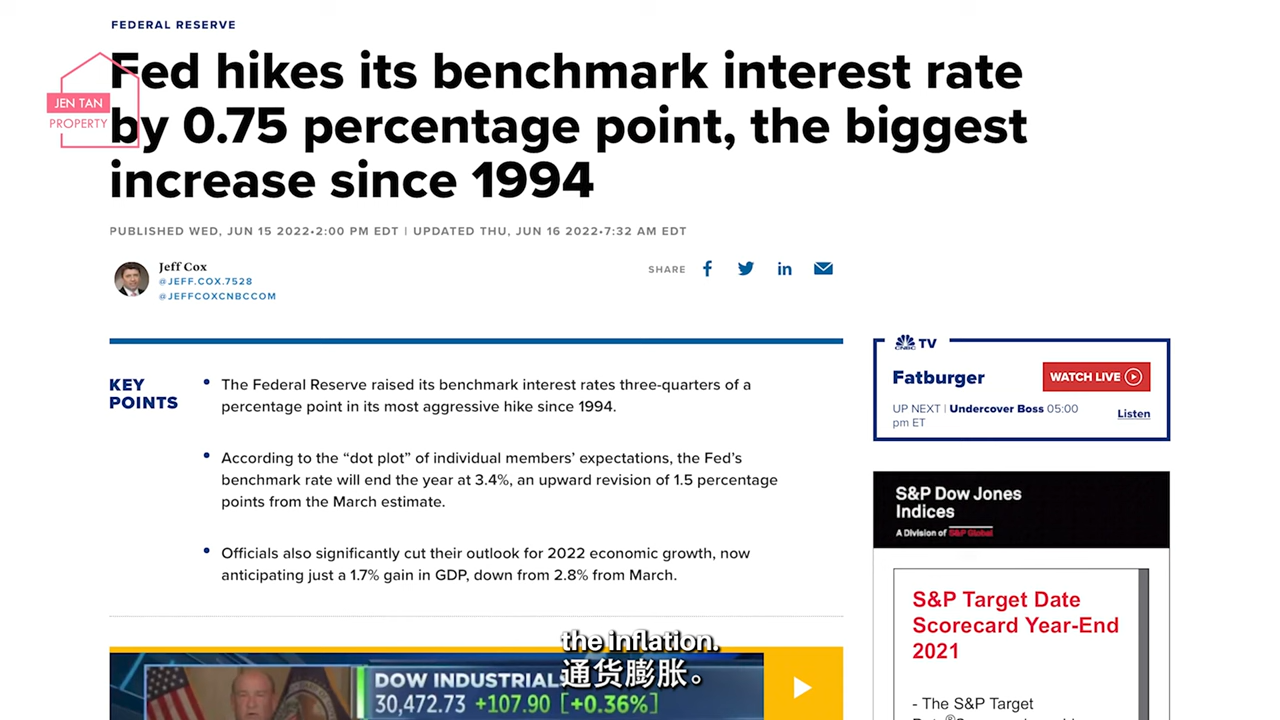 FEDERAL RESERVE
Fed hikes its benchmark interest rate
by 0.75 percentage point, the biggest
increase since 1994
JEN TAN
PROPERTY
PUBLISHED WED, JUN 15 2022•2:00 PM EDT | UPDATED THU, JUN 16 2022•7:32 AM EDT
Jeff Cox
@JEFF.COX.7528
@JEFFCOXCNBCCOM
SHARE
KEY
POINTS
The Federal Reserve raised its benchmark interest rates three-quarters of a
percentage point in its most aggressive hike since 1994.
According to the “dot plot” of individual members’ expectations, the Fed’s
benchmark rate will end the year at 3.4%, an upward revision of 1.5 percentage
points from the March estimate.
Officials also significantly cut their outlook for 2022 economic growth, now
anticipating just a 1.7% gain in GDP, down from 2.8% from March.
CNBC TV
Fatburger
WATCH LIVE
UP NEXT | Undercover Boss 05:00
pm ET
Listen
S&P Dow Jones
Indices
A Division of S&P Global
S&P Target Date
Scorecard Year-End
2021
- The S&P Target
DOW INDUSTRIALS
30,472.73 +107.90 [+0.36%]
the inflation.
通货膨胀。